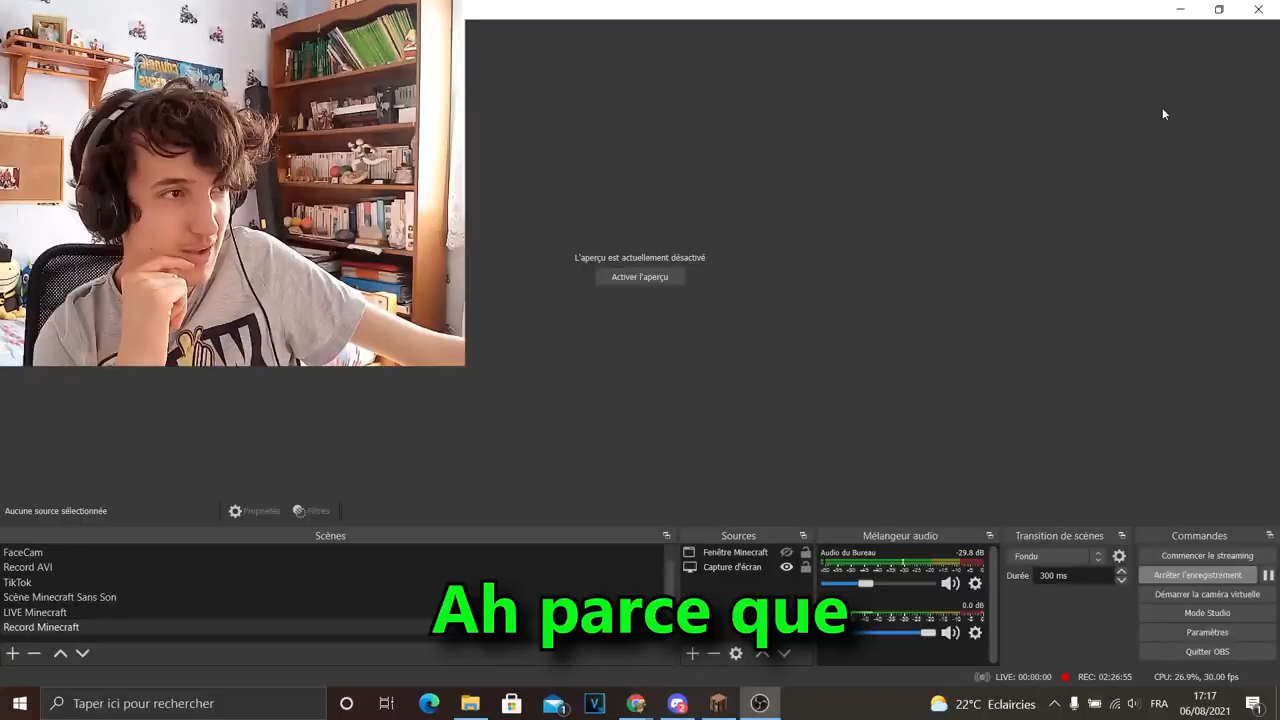 L'aperçu est actuellement désactivé
Activer l'aperçu
Aucune source sélectionnée
Propriétés
Filtres
Scènes
FaceCam
Record AVI
TikTok
Scène Minecraft Sans Son
LIVE Minecraft
Record Minecraft
Sources
Fenêtre Minecraft
Capture d'écran
Mélangeur audio
Audio du Bureau
-29.8 dB
0.0 dB
Transition de scènes
Fondu
Durée
300 ms
Commandes
Commencer le streaming
Arrêter l'enregistrement
Démarrer la caméra virtuelle
Mode Studio
Paramètres
Quitter OBS
Ah parce que
LIVE: 00:00:00
REC: 02:26:55
CPU: 26.9%, 30.00 fps
Taper ici pour rechercher
22°C Eclaircies
FRA
17:17
06/08/2021